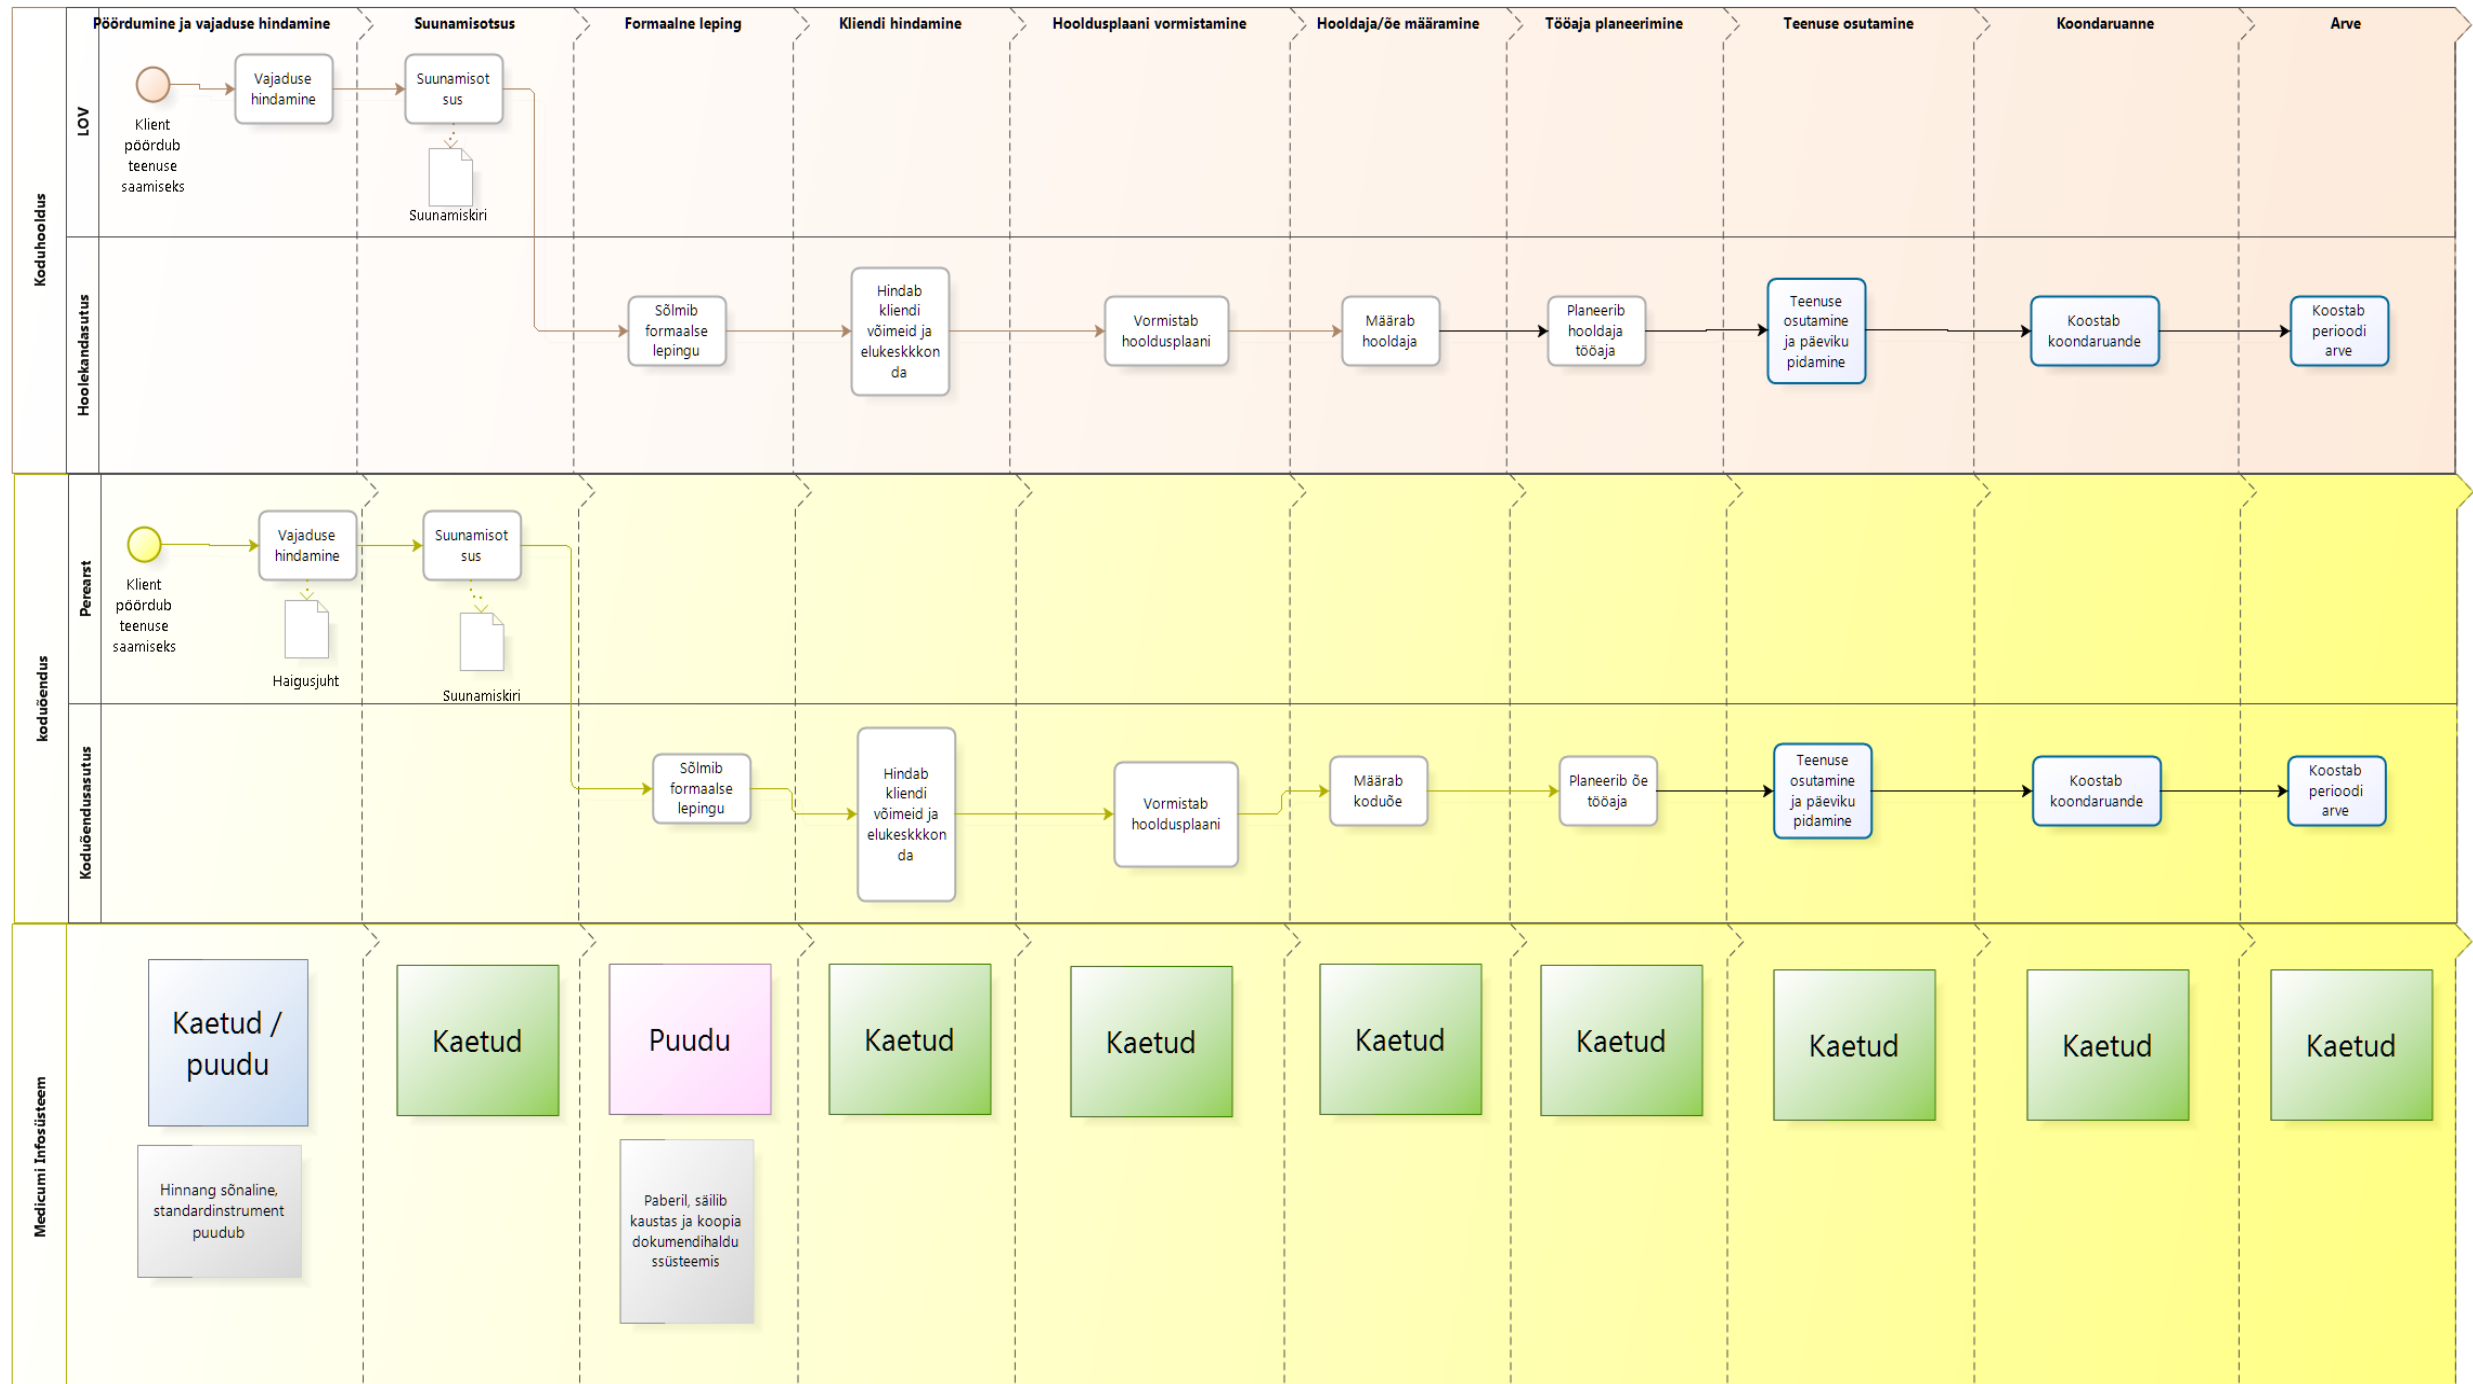 Pöördumine ja vajaduse hindamine
Suunamisotsus
Formaalne leping
Kliendi hindamine
Hooldusplaani vormistamine
Hooldaja/õe määramine
Tööaja planeerimine
Teenuse osutamine
Koondaruanne
Arve
Koduhooldus
LOV
Klient
pöördub
teenuse
saamiseks
Vajaduse
hindamine
Suunamisot
sus
Suunamiskiri
Hoolekandasutus
Sõlmib
formaalse
lepingu
Hindab
kliendi
võimeid ja
elukeskkkon
da
Vormistab
hooldusplaani
Määrab
hooldaja
Planeerib
hooldaja
tööaja
Teenuse
osutamine
ja päeviku
pidamine
Koostab
koondaruande
Koostab
perioodi
arve
koduõendus
Perearst
Klient
pöördub
teenuse
saamiseks
Vajaduse
hindamine
Haigusjuht
Suunamisot
sus
Suunamiskiri
Koduõendusasutus
Sõlmib
formaalse
lepingu
Hindab
kliendi
võimeid ja
elukeskkkon
da
Vormistab
hooldusplaani
Määrab
koduõe
Planeerib õe
tööaja
Teenuse
osutamine
ja päeviku
pidamine
Koostab
koondaruande
Koostab
perioodi
arve
Medicumi Infosüsteem
Kaetud /
puudu
Kaetud
Puudu
Kaetud
Kaetud
Kaetud
Kaetud
Kaetud
Kaetud
Kaetud
Hinnang sõnaline,
standardinstrument
puudub
Paberil, säilib
kaustas ja koopia
dokumendihaldu
ssüsteemis